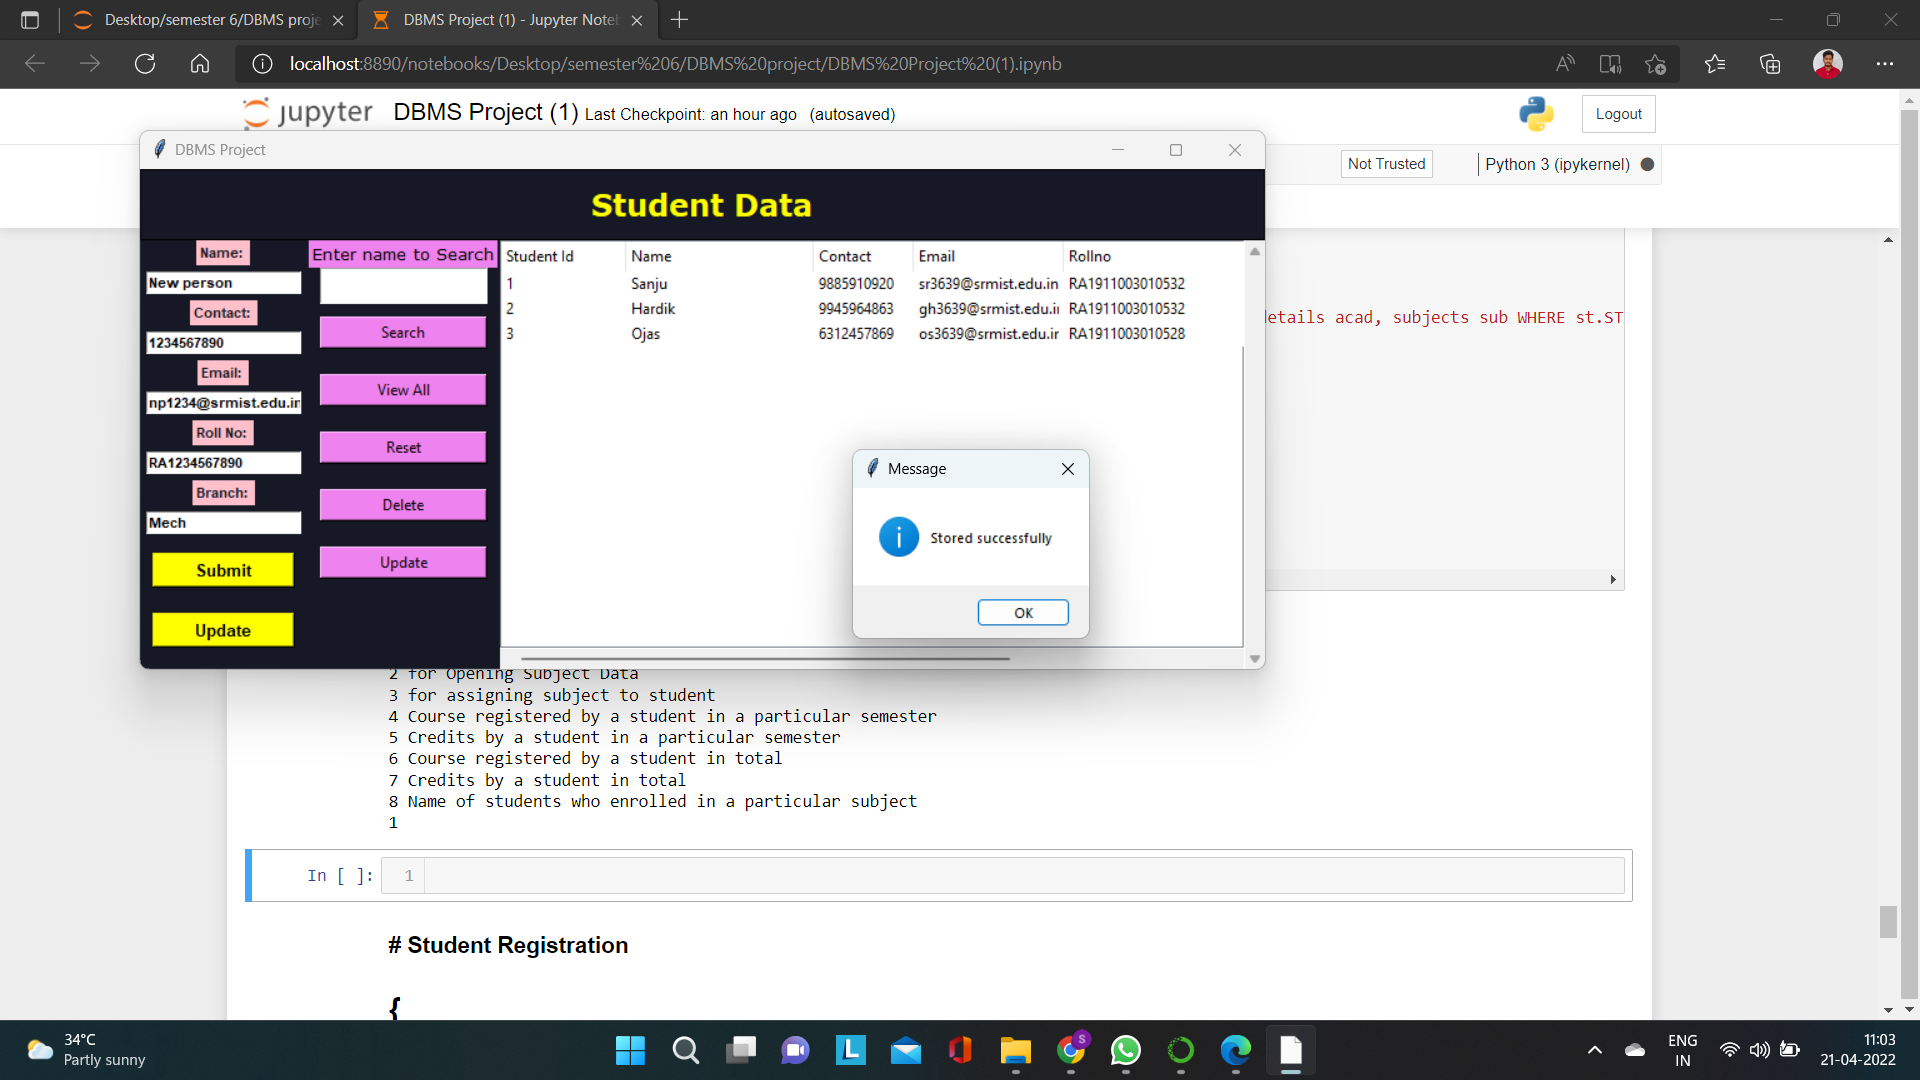 Desktop/semester 6/DBMS proje
DBMS Project (1) - Jupyter Note
localhost:8890/notebooks/Desktop/semester%206/DBMS%20project/DBMS%20Project%20(1).ipynb
jupyter DBMS Project (1) Last Checkpoint: an hour ago (autosaved)
Logout
Not Trusted
Python 3 (ipykernel)
DBMS Project
Student Data
Name:
New person
Contact:
1234567890
Email:
np1234@srmist.edu.in
Roll No:
RA1234567890
Branch:
Mech
Submit
Update
Enter name to Search
Search
View All
Reset
Delete
Update
Student Id Name Contact Email Rollno
1 Sanju 9885910920 sr3639@srmist.edu.in RA1911003010532
2 Hardik 9945964863 gh3639@srmist.edu.ii RA1911003010532
3 Ojas 6312457869 os3639@srmist.edu.ir RA1911003010528
Message
i
Stored successfully
OK
details acad, subjects sub WHERE st.ST
2 for Opening Subject Data
3 for assigning subject to student
4 Course registered by a student in a particular semester
5 Credits by a student in a particular semester
6 Course registered by a student in total
7 Credits by a student in total
8 Name of students who enrolled in a particular subject
1
In [ ]: 1
# Student Registration
{
34°C
Partly sunny
L
S
ENG
IN
11:03
21-04-2022